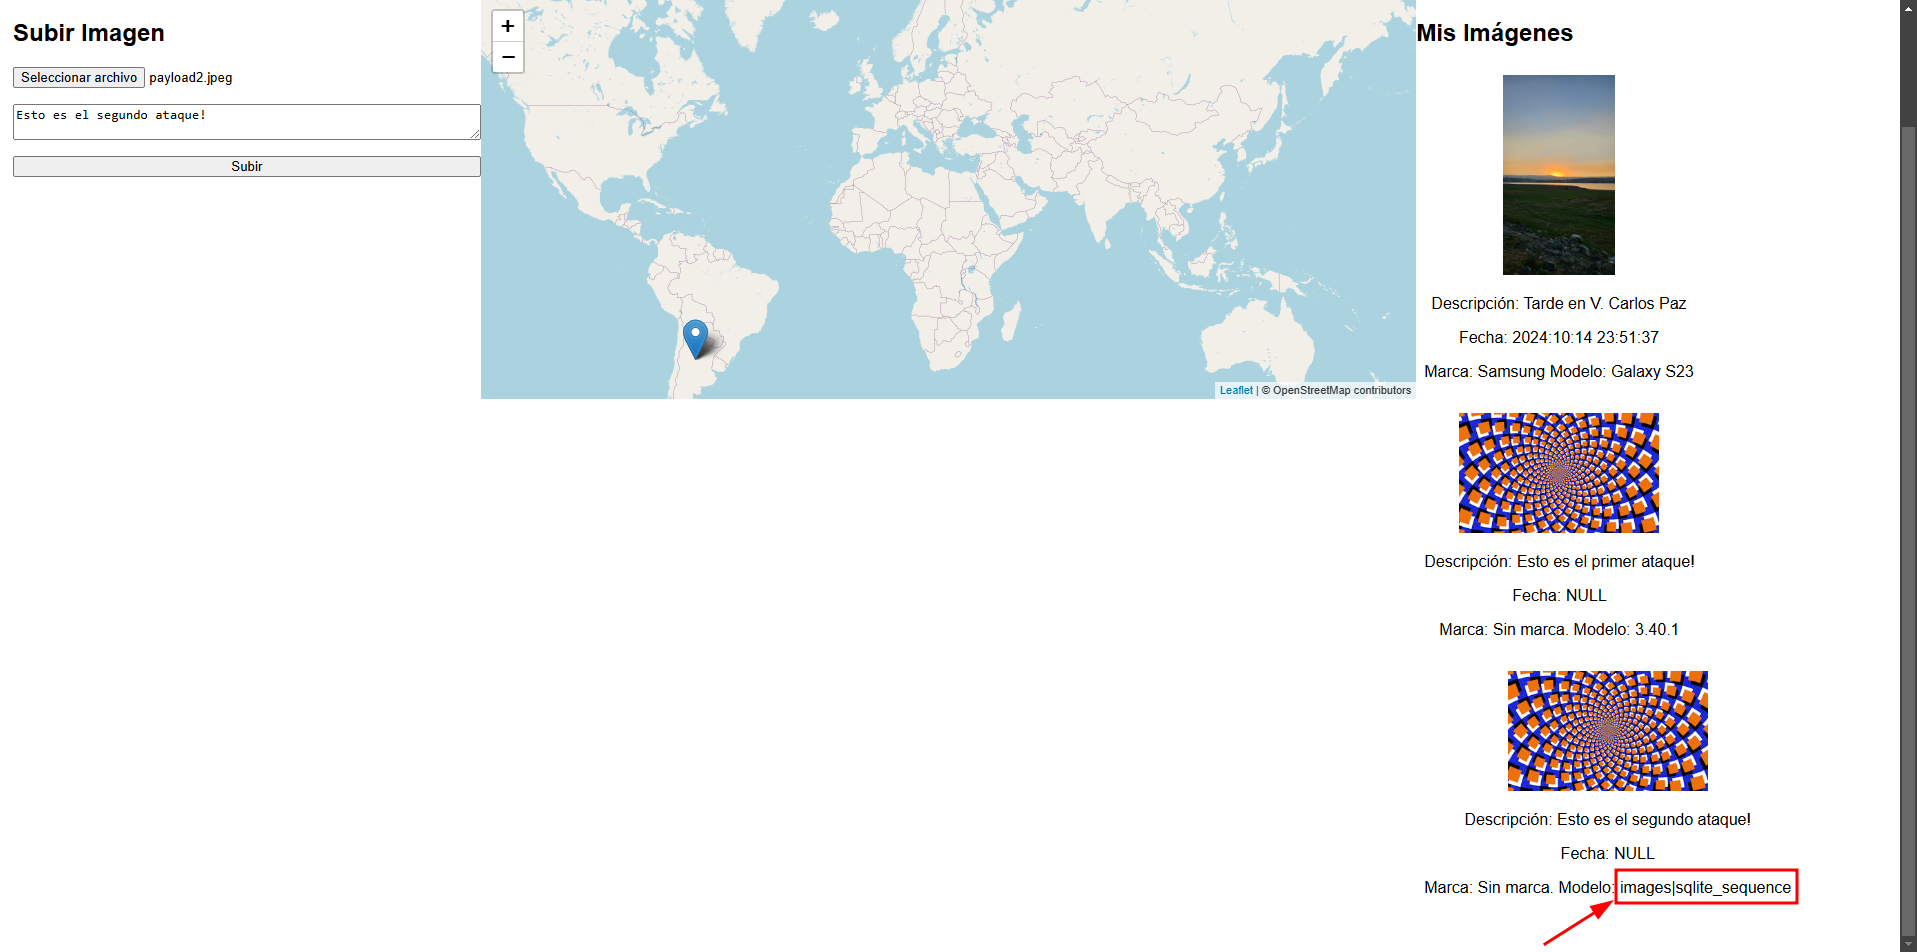 Subir Imagen
Seleccionar archivo payload2.jpeg
Esto es el segundo ataque!
Subir
+
−
Leaflet | © OpenStreetMap contributors
Mis Imágenes
Descripción: Tarde en V. Carlos Paz
Fecha: 2024:10:14 23:51:37
Marca: Samsung Modelo: Galaxy S23
Descripción: Esto es el primer ataque!
Fecha: NULL
Marca: Sin marca. Modelo: 3.40.1
Descripción: Esto es el segundo ataque!
Fecha: NULL
Marca: Sin marca. Modelo: images|sqlite_sequence